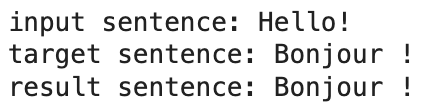 input sentence: Hello!
target sentence: Bonjour !
result sentence: Bonjour !